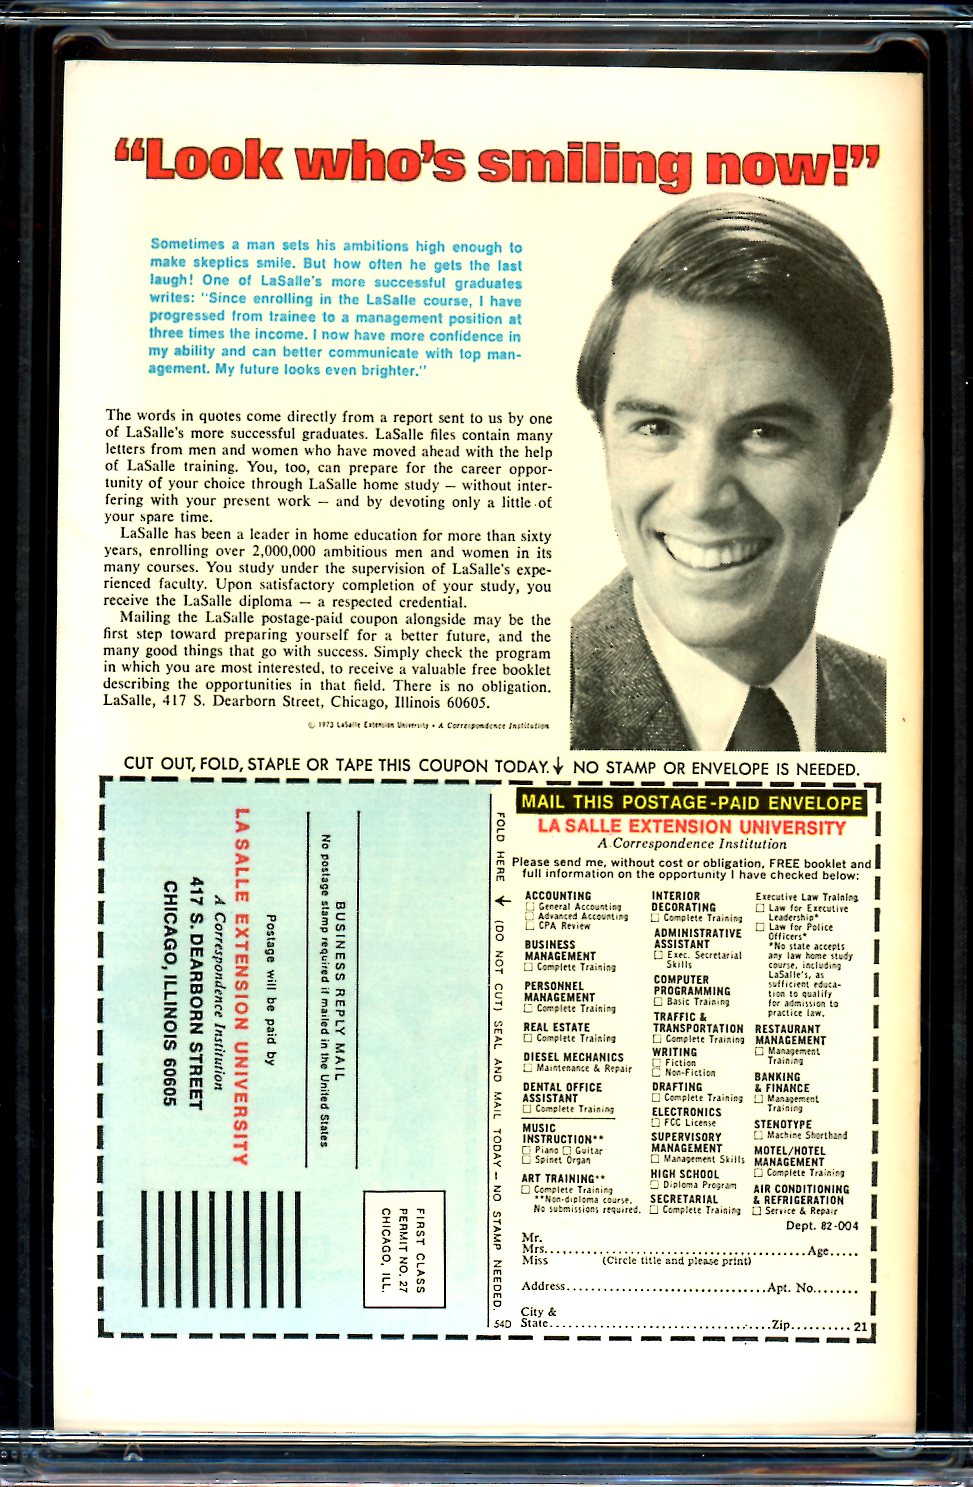 “Look who’s smiling now!”
Sometimes a man sets his ambitions high enough to
make skeptics smile. But how often he gets the last
laugh! One of LaSalle's more successful graduates
writes: "Since enrolling in the LaSalle course, I have
progressed from trainee to a management position at
three times the income. I now have more confidence in
my ability and can better communicate with top man-
agement. My future looks even brighter."
The words in quotes come directly from a report sent to us by one
of LaSalle's more successful graduates. LaSalle files contain many
letters from men and women who have moved ahead with the help
of LaSalle training. You, too, can prepare for the career oppor-
tunity of your choice through LaSalle home study — without inter-
fering with your present work — and by devoting only a little of
your spare time.
LaSalle has been a leader in home education for more than sixty
years, enrolling over 2,000,000 ambitious men and women in its
many courses. You study under the supervision of LaSalle's expe-
rienced faculty. Upon satisfactory completion of your study, you
receive the LaSalle diploma — a respected credential.
Mailing the LaSalle postage-paid coupon alongside may be the
first step toward preparing yourself for a better future, and the
many good things that go with success. Simply check the program
in which you are most interested, to receive a valuable free booklet
describing the opportunities in that field. There is no obligation.
LaSalle, 417 S. Dearborn Street, Chicago, Illinois 60605.
© 1973 LaSalle Extension University • A Correspondence Institution
CUT OUT, FOLD, STAPLE OR TAPE THIS COUPON TODAY. ↓ NO STAMP OR ENVELOPE IS NEEDED.
FIRST CLASS
PERMIT NO. 27
CHICAGO, ILL.
BUSINESS REPLY MAIL
No postage stamp required if mailed in the United States
Postage will be paid by
LA SALLE EXTENSION UNIVERSITY
A Correspondence Institution
417 S. DEARBORN STREET
CHICAGO, ILLINOIS 60605
FOLD HERE ← (DO NOT CUT) SEAL AND MAIL TODAY — NO STAMP NEEDED.
54D
MAIL THIS POSTAGE-PAID ENVELOPE
LA SALLE EXTENSION UNIVERSITY
A Correspondence Institution
Please send me, without cost or obligation, FREE booklet and
full information on the opportunity I have checked below:
ACCOUNTING
☐ General Accounting
☐ Advanced Accounting
☐ CPA Review
BUSINESS
MANAGEMENT
☐ Complete Training
PERSONNEL
MANAGEMENT
☐ Complete Training
REAL ESTATE
☐ Complete Training
DIESEL MECHANICS
☐ Maintenance & Repair
DENTAL OFFICE
ASSISTANT
☐ Complete Training
MUSIC
INSTRUCTION**
☐ Piano ☐ Guitar
☐ Spinet Organ
ART TRAINING**
☐ Complete Training
**Non-diploma course.
No submissions required.
INTERIOR
DECORATING
☐ Complete Training
ADMINISTRATIVE
ASSISTANT
☐ Exec. Secretarial
Skills
COMPUTER
PROGRAMMING
☐ Basic Training
TRAFFIC &
TRANSPORTATION
☐ Complete Training
WRITING
☐ Fiction
☐ Non-Fiction
DRAFTING
☐ Complete Training
ELECTRONICS
☐ FCC License
SUPERVISORY
MANAGEMENT
☐ Management Skills
HIGH SCHOOL
☐ Diploma Program
SECRETARIAL
☐ Complete Training
Executive Law Training
☐ Law for Executive
Leadership*
☐ Law for Police
Officers*
*No state accepts
any law home study
course, including
LaSalle's, as
sufficient educa-
tion to qualify
for admission to
practice law.
RESTAURANT
MANAGEMENT
☐ Management
Training
BANKING
& FINANCE
☐ Management
Training
STENOTYPE
☐ Machine Shorthand
MOTEL/HOTEL
MANAGEMENT
☐ Complete Training
AIR CONDITIONING
& REFRIGERATION
☐ Service & Repair
Dept. 82-004
Mr.
Mrs..........................................Age.....
Miss (Circle title and please print)
Address................................Apt. No........
City &
State....................................Zip..........21